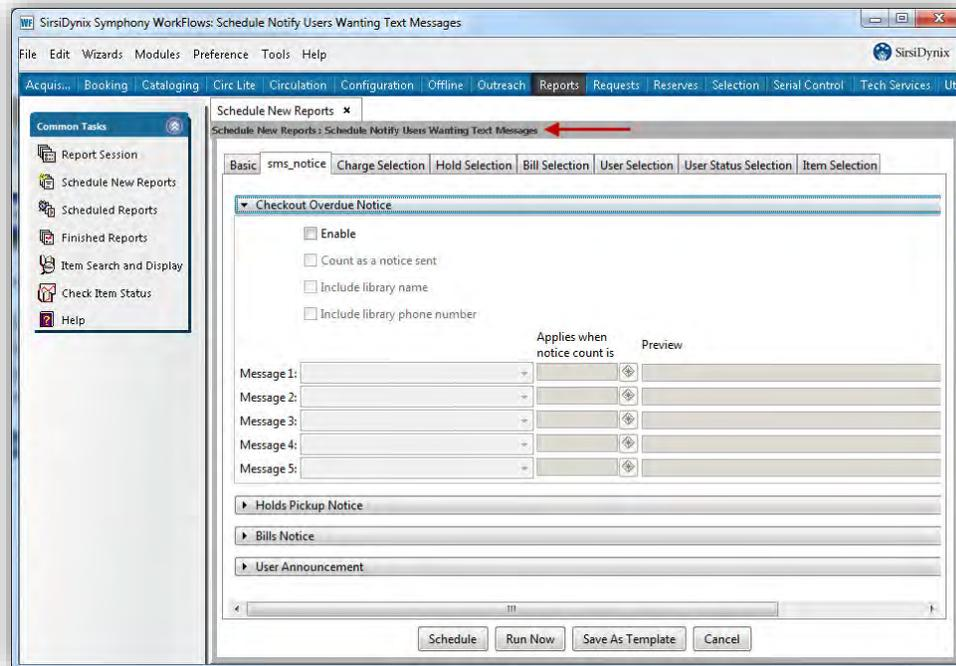 WF SirsiDynix Symphony WorkFlows: Schedule Notify Users Wanting Text Messages
File Edit Wizards Modules Preference Tools Help
SirsiDynix
Acquis... Booking Cataloging Circ Lite Circulation Configuration Offline Outreach Reports Requests Reserves Selection Serial Control Tech Services Ut
Schedule New Reports ×
Schedule New Reports : Schedule Notify Users Wanting Text Messages
Common Tasks
Report Session
Schedule New Reports
Scheduled Reports
Finished Reports
Item Search and Display
Check Item Status
Help
Basic sms_notice Charge Selection Hold Selection Bill Selection User Selection User Status Selection Item Selection
Checkout Overdue Notice
Enable
Count as a notice sent
Include library name
Include library phone number
Applies when
notice count is
Preview
Message 1:
Message 2:
Message 3:
Message 4:
Message 5:
Holds Pickup Notice
Bills Notice
User Announcement
Schedule Run Now Save As Template Cancel